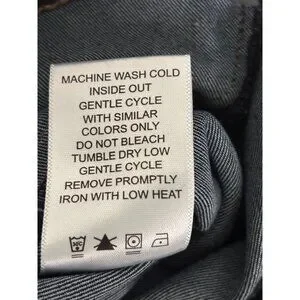 MACHINE WASH COLD
INSIDE OUT
GENTLE CYCLE
WITH SIMILAR
COLORS ONLY
DO NOT BLEACH
TUMBLE DRY LOW
GENTLE CYCLE
REMOVE PROMPTLY
IRON WITH LOW HEAT